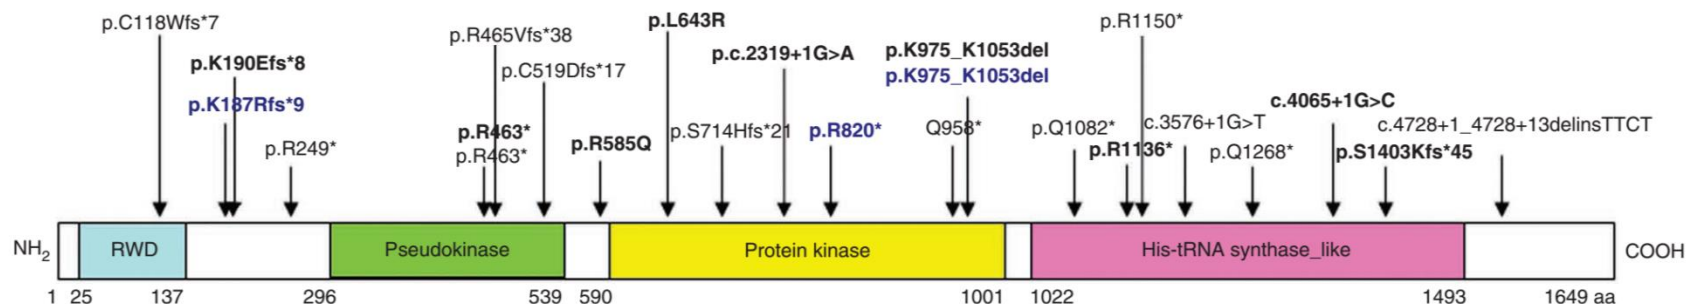 p.C118Wfs*7
p.K190Efs*8
p.K187Rfs*9
p.R249*
p.R465Vfs*38
p.C519Dfs*17
p.R463*
p.R463*
p.R585Q
p.L643R
p.c.2319+1G>A
p.S714Hfs*21
p.R820*
p.K975_K1053del
p.K975_K1053del
Q958*
p.Q1082*
p.R1150*
p.R1136*
c.3576+1G>T
p.Q1268*
c.4065+1G>C
p.S1403Kfs*45
c.4728+1_4728+13delinsTTCT
NH2 RWD Pseudokinase Protein kinase His-tRNA synthase_like COOH
1 25 137 296 539 590 1001 1022 1493 1649 aa